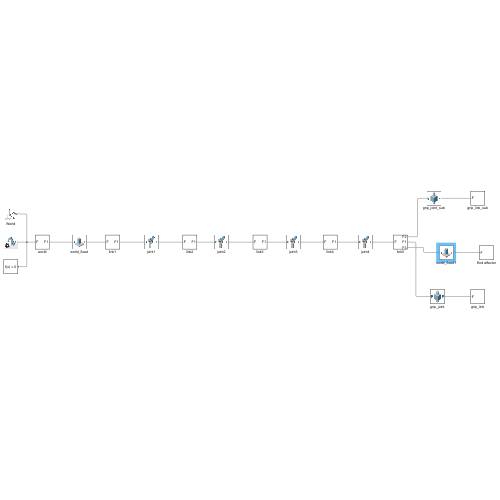 World
f(x) = 0
world
world_fixed
link1
joint1
link2
joint2
link3
joint3
link4
joint4
link5
grip_joint_sub
grip_link_sub
End effector
grip_joint
grip_link